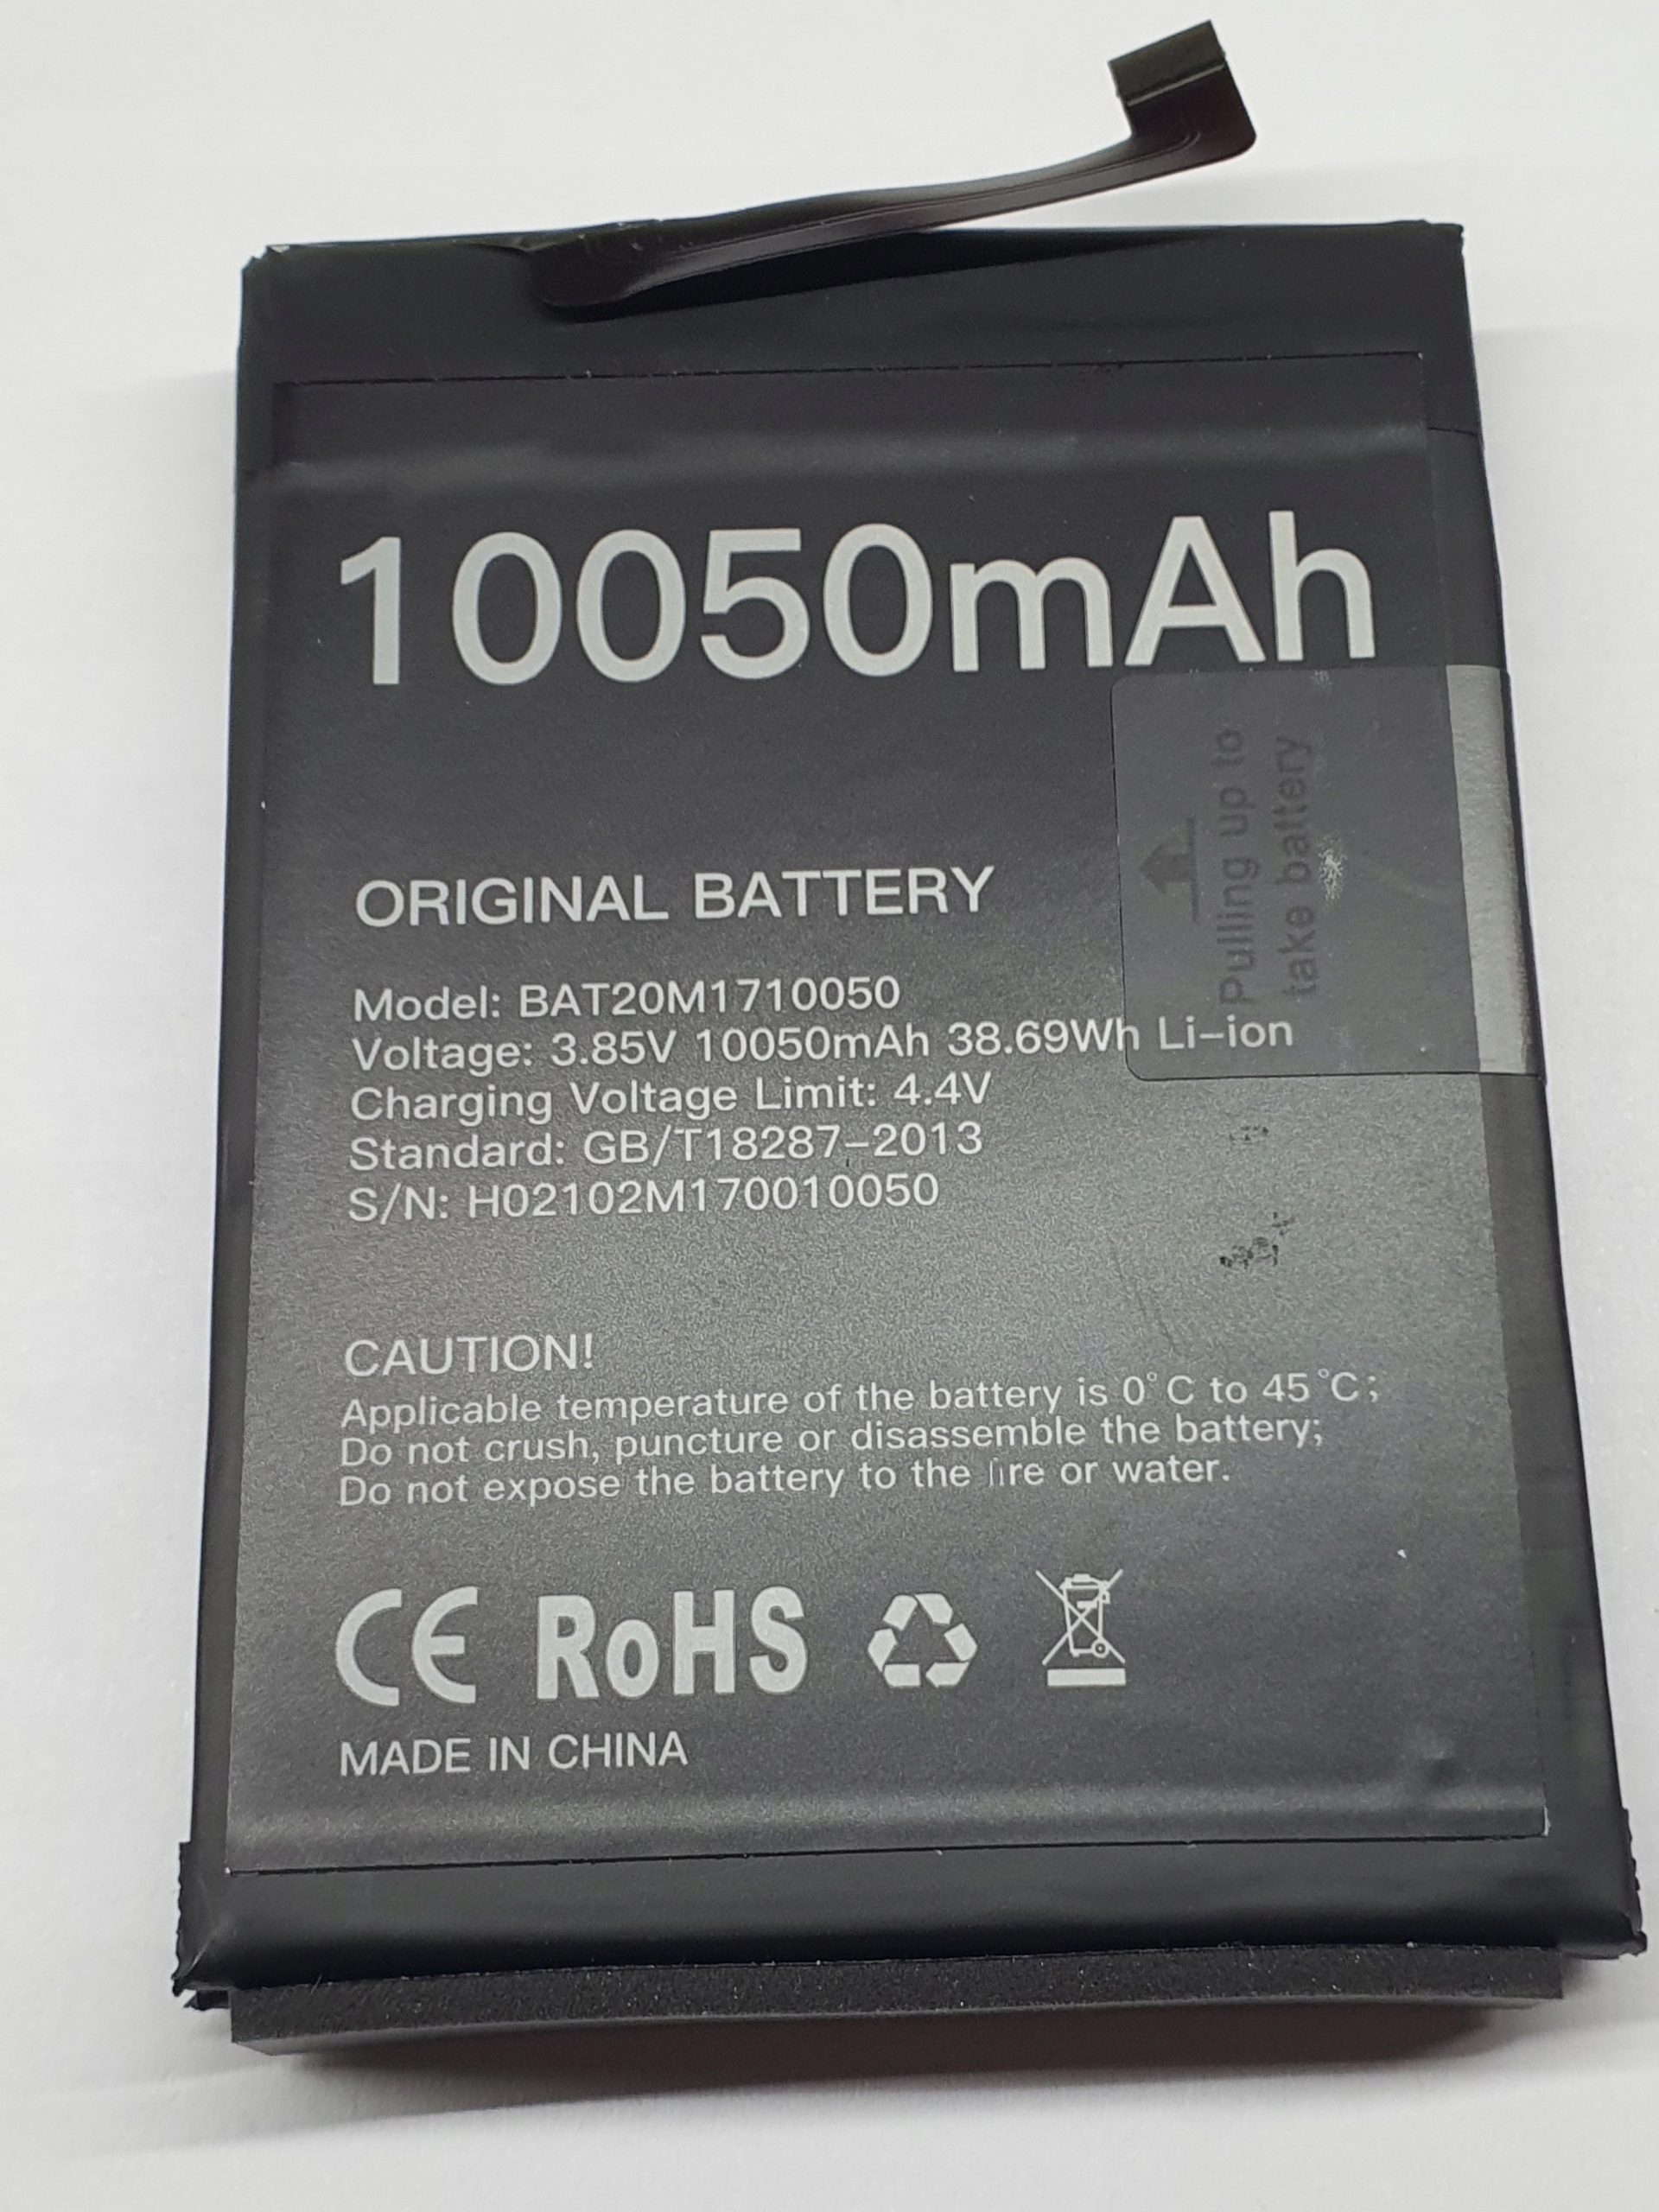 10050mAh
Pulling up to
take battery
ORIGINAL BATTERY
Model: BAT20M1710050
Voltage: 3.85V 10050mAh 38.69Wh Li-ion
Charging Voltage Limit: 4.4V
Standard: GB/T18287-2013
S/N: H02102M170010050
CAUTION!
Applicable temperature of the battery is 0°C to 45°C;
Do not crush, puncture or disassemble the battery;
Do not expose the battery to the fire or water.
CE RoHS
MADE IN CHINA